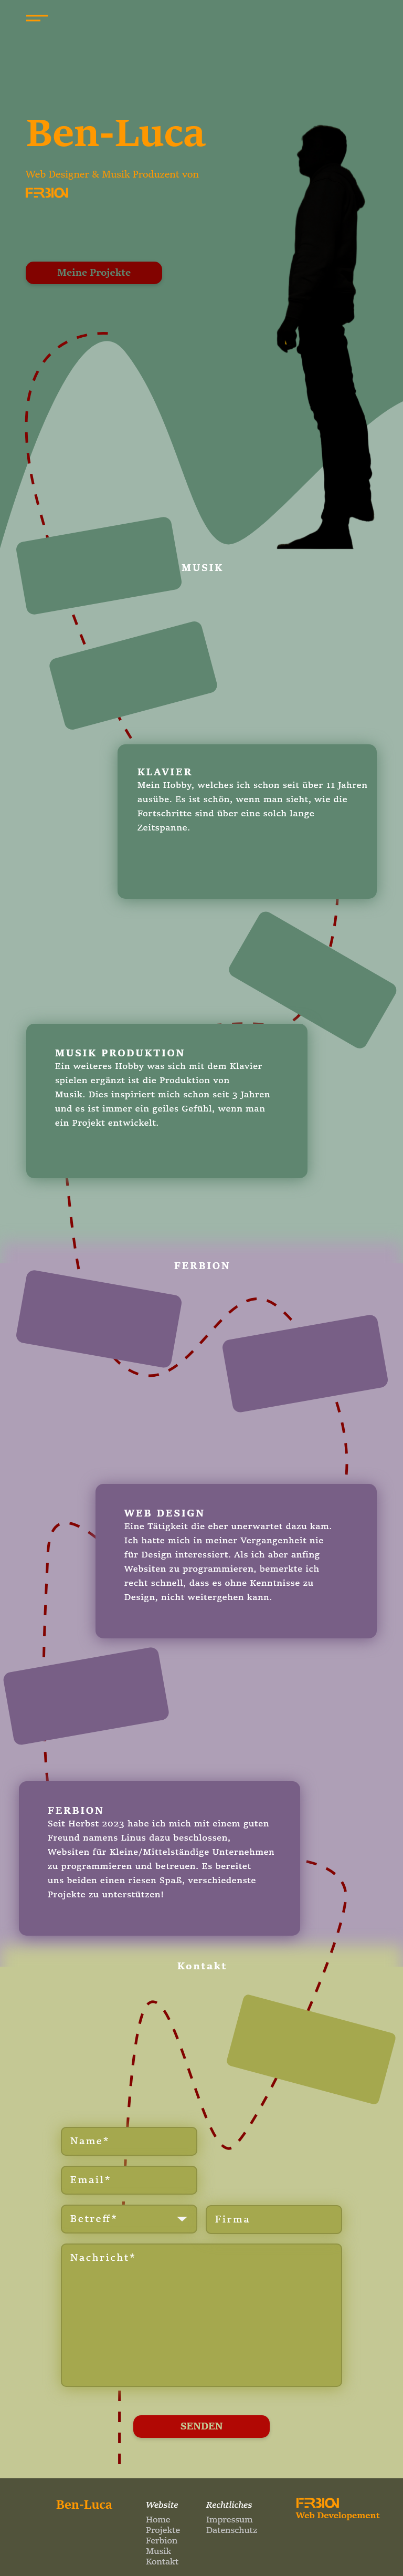 Ben-Luca
Web Designer & Musik Produzent von
FERBION
Meine Projekte
MUSIK
KLAVIER
Mein Hobby, welches ich schon seit über 11 Jahren
ausübe. Es ist schön, wenn man sieht, wie die
Fortschritte sind über eine solch lange
Zeitspanne.
MUSIK PRODUKTION
Ein weiteres Hobby was sich mit dem Klavier
spielen ergänzt ist die Produktion von
Musik. Dies inspiriert mich schon seit 3 Jahren
und es ist immer ein geiles Gefühl, wenn man
ein Projekt entwickelt.
FERBION
WEB DESIGN
Eine Tätigkeit die eher unerwartet dazu kam.
Ich hatte mich in meiner Vergangenheit nie
für Design interessiert. Als ich aber anfing
Websiten zu programmieren, bemerkte ich
recht schnell, dass es ohne Kenntnisse zu
Design, nicht weitergehen kann.
FERBION
Seit Herbst 2023 habe ich mich mit einem guten
Freund namens Linus dazu beschlossen,
Websiten für Kleine/Mittelständige Unternehmen
zu programmieren und betreuen. Es bereitet
uns beiden einen riesen Spaß, verschiedenste
Projekte zu unterstützen!
Kontakt
Name*
Email*
Betreff*
Firma
Nachricht*
SENDEN
Ben-Luca
Website
Home
Projekte
Ferbion
Musik
Kontakt
Rechtliches
Impressum
Datenschutz
FERBION
Web Developement